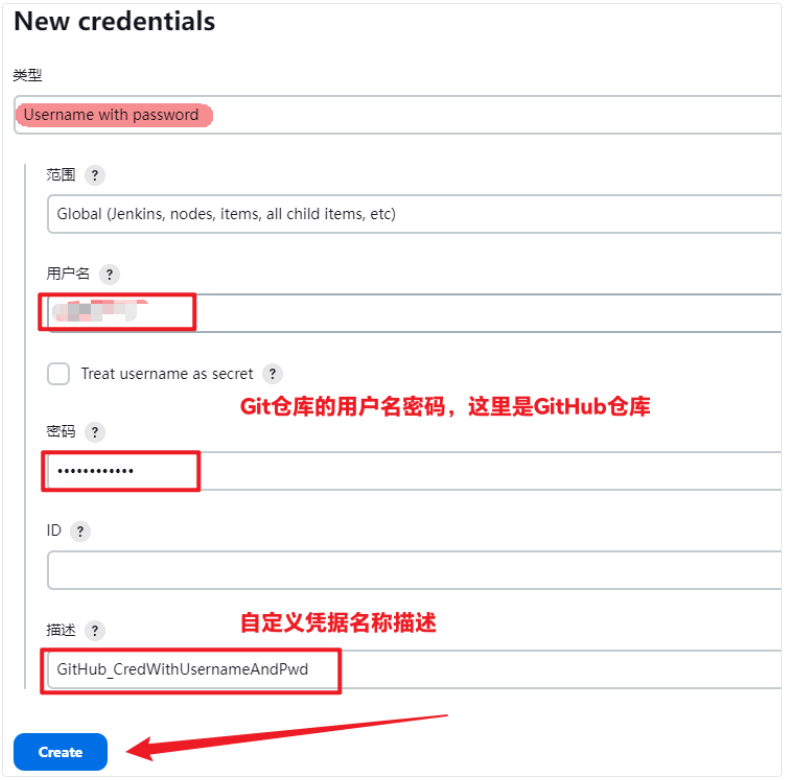 New credentials
类型
Username with password
范围 ?
Global (Jenkins, nodes, items, all child items, etc)
用户名 ?
Treat username as secret ?
Git仓库的用户名密码，这里是GitHub仓库
密码 ?
••••••••••••
ID ?
自定义凭据名称描述
描述 ?
GitHub_CredWithUsernameAndPwd
Create